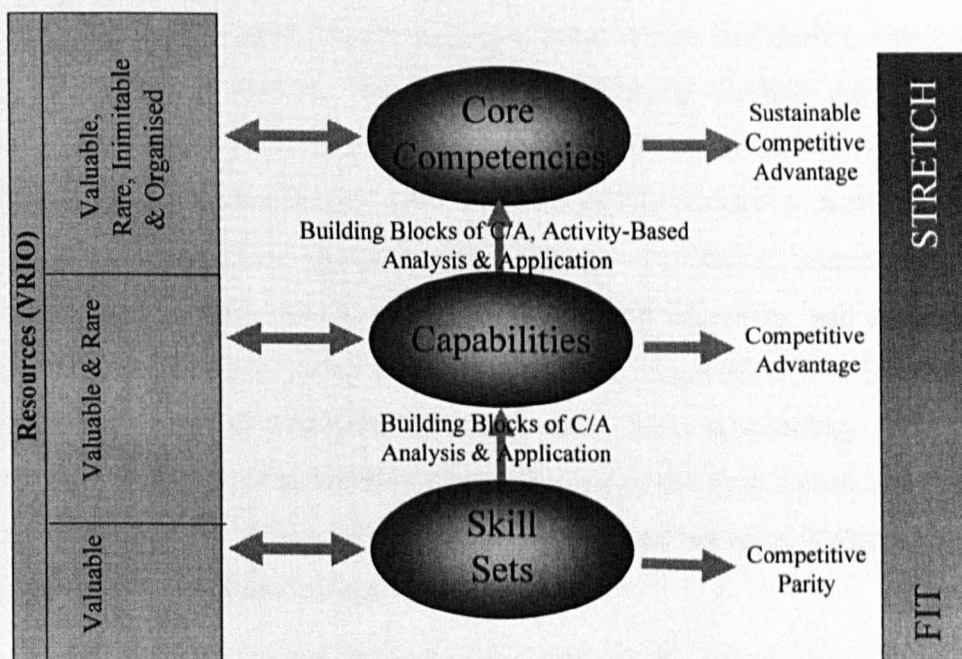 Resources (VRIO)
Valuable,
Rare, Inimitable
& Organised
Valuable & Rare
Valuable
Core
Competencies
Building Blocks of C/A, Activity-Based
Analysis & Application
Capabilities
Building Blocks of C/A
Analysis & Application
Skill
Sets
Sustainable
Competitive
Advantage
Competitive
Advantage
Competitive
Parity
STRETCH
FIT